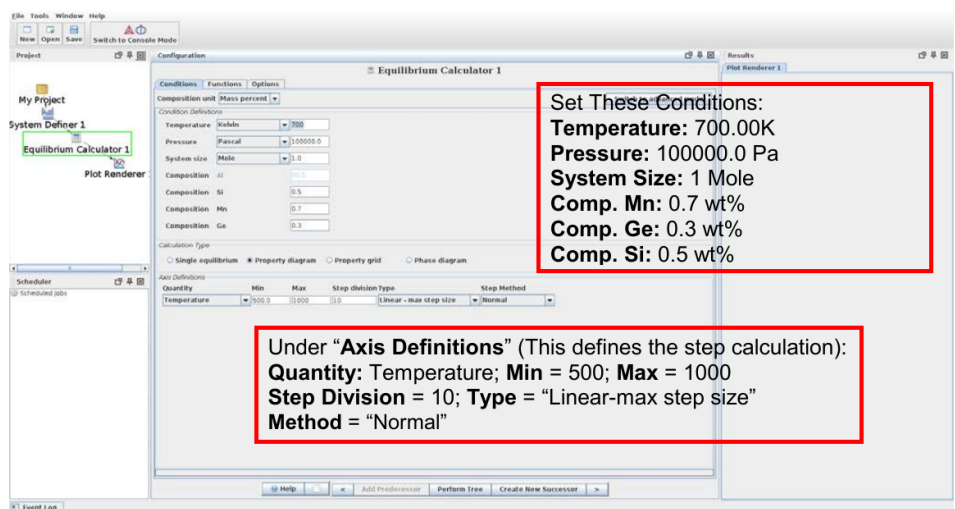 File Tools Window Help
New Open Save Switch to Console Mode
Project
Configuration
Results
Plot Renderer 1
Equilibrium Calculator 1
Conditions Functions Options
Composition unit Mass percent
Condition Definitions
Temperature Kelvin 700
Pressure Pascal 100000.0
System size Mole 1.0
Composition Al
Composition Si 0.5
Composition Mn 0.7
Composition Ge 0.3
Calculation Type
Single equilibrium Property diagram Property grid Phase diagram
Axis Definitions
Quantity Min Max Step division Type Step Method
Temperature 500.0 1000 10 Linear - max step size Normal
My Project
System Definer 1
Equilibrium Calculator 1
Plot Renderer
Scheduler
Scheduled Jobs
Set These Conditions:
Temperature: 700.00K
Pressure: 100000.0 Pa
System Size: 1 Mole
Comp. Mn: 0.7 wt%
Comp. Ge: 0.3 wt%
Comp. Si: 0.5 wt%
Under “Axis Definitions” (This defines the step calculation):
Quantity: Temperature; Min = 500; Max = 1000
Step Division = 10; Type = “Linear-max step size”
Method = “Normal”
Help < Add Predecessor Perform Tree Create New Successor >
Event Log